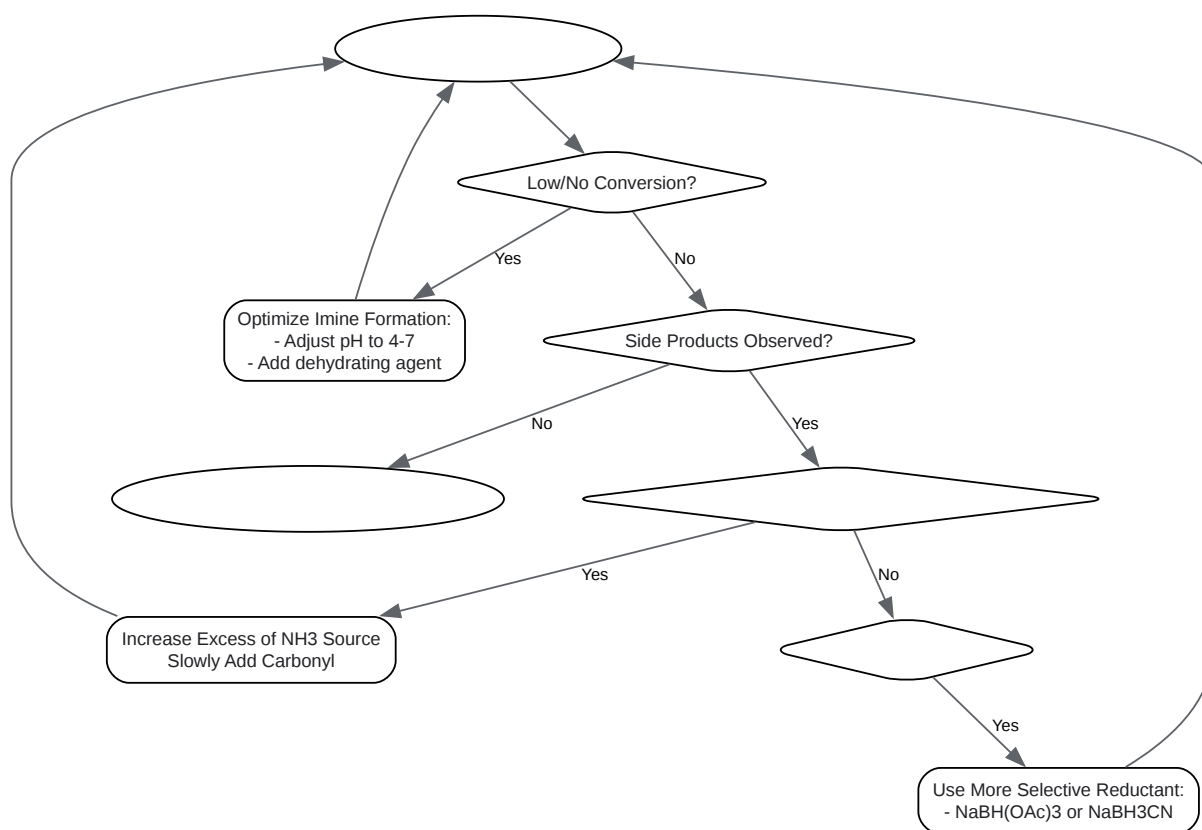 Low/No Conversion?
Yes
No
Optimize Imine Formation:
- Adjust pH to 4-7
- Add dehydrating agent
Side Products Observed?
No
Yes
Yes
No
Increase Excess of NH3 Source
Slowly Add Carbonyl
Yes
Use More Selective Reductant:
- NaBH(OAc)3 or NaBH3CN